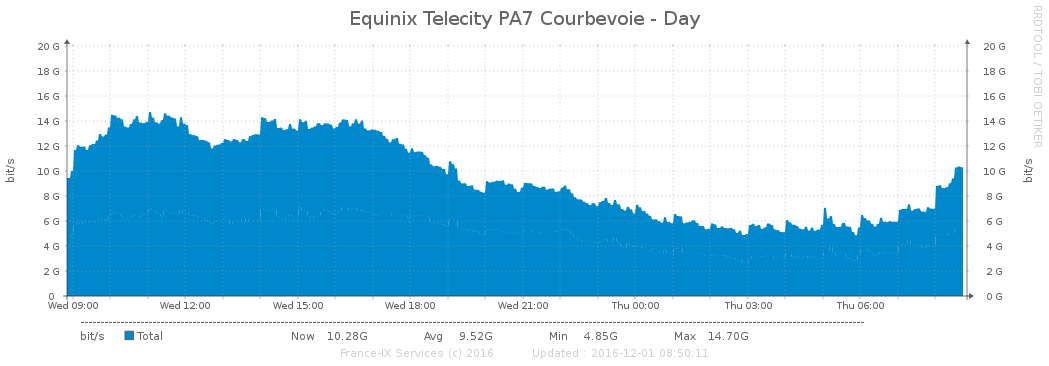 Equinix Telecity PA7 Courbevoie - Day
RRDTOOL / TOBI OETIKER
bit/s
bit/s
20 G 20 G
18 G 18 G
16 G 16 G
14 G 14 G
12 G 12 G
10 G 10 G
8 G 8 G
6 G 6 G
4 G 4 G
2 G 2 G
0 0 G
Wed 09:00 Wed 12:00 Wed 15:00 Wed 18:00 Wed 21:00 Thu 00:00 Thu 03:00 Thu 06:00
bit/s Total Now 10.28G Avg 9.52G Min 4.85G Max 14.70G
France-IX Services (c) 2016 Updated : 2016-12-01 08:50:11